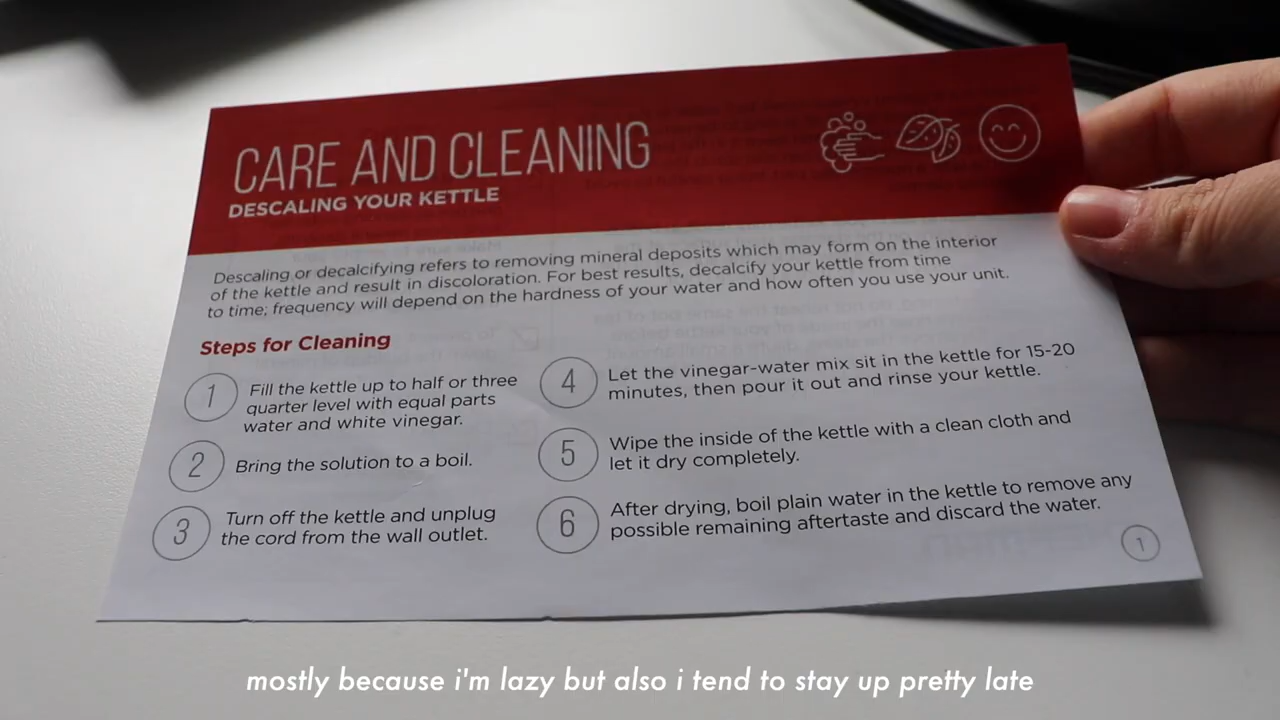 CARE AND CLEANING
DESCALING YOUR KETTLE
Descaling or decalcifying refers to removing mineral deposits which may form on the interior
of the kettle and result in discoloration. For best results, decalcify your kettle from time
to time; frequency will depend on the hardness of your water and how often you use your unit.
Steps for Cleaning
1
Fill the kettle up to half or three
quarter level with equal parts
water and white vinegar.
2
Bring the solution to a boil.
3
Turn off the kettle and unplug
the cord from the wall outlet.
4
Let the vinegar-water mix sit in the kettle for 15-20
minutes, then pour it out and rinse your kettle.
5
Wipe the inside of the kettle with a clean cloth and
let it dry completely.
6
After drying, boil plain water in the kettle to remove any
possible remaining aftertaste and discard the water.
1
mostly because i'm lazy but also i tend to stay up pretty late